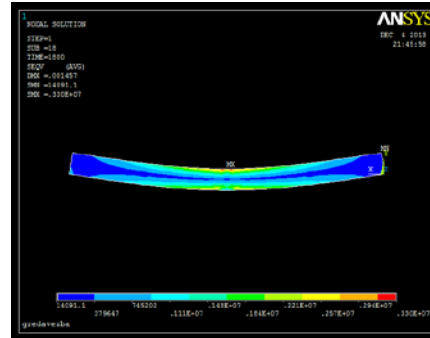 1
NODAL SOLUTION
STEP=1
SUB =18
TIME=1800
SEQV (AVG)
DMX =.001457
SMN =14091.1
SMX =.330E+07
ANSYS
DEC 4 2013
21:45:58
MN
MX
X
14091.1 745202 .148E+07 .221E+07 .294E+07
379647 .111E+07 .184E+07 .257E+07 .330E+07
gredavezba